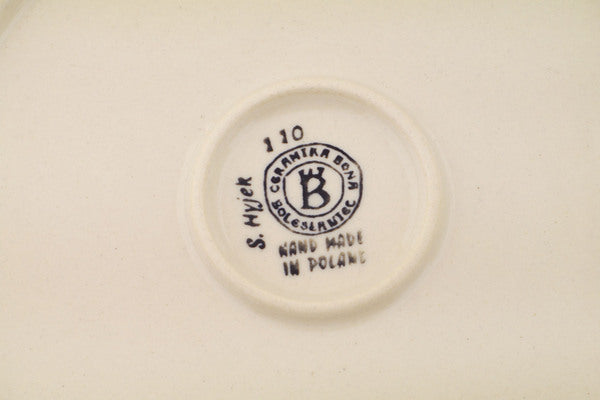 110
CERAMIKA BONA
B
BOLESŁAWIEC
S. Hyjek
HAND MADE
IN POLAND